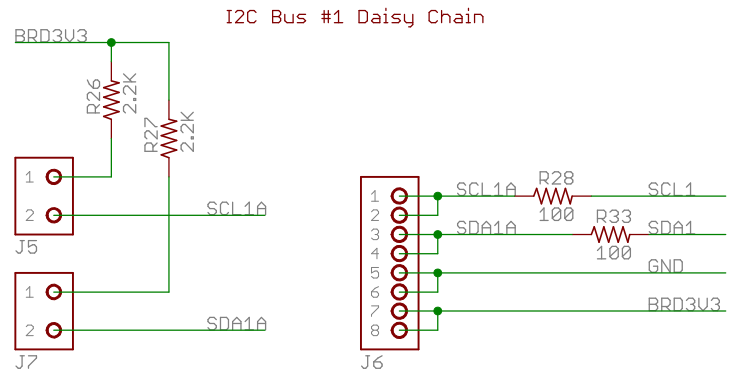 I2C Bus #1 Daisy Chain
BRD3V3
R26
2.2K
R27
2.2K
1
2
SCL1A
J5
1
2
SDA1A
J7
1
2
3
4
5
6
7
8
J6
SCL1A
R28
100
SCL1
SDA1A
R33
100
SDA1
GND
BRD3V3